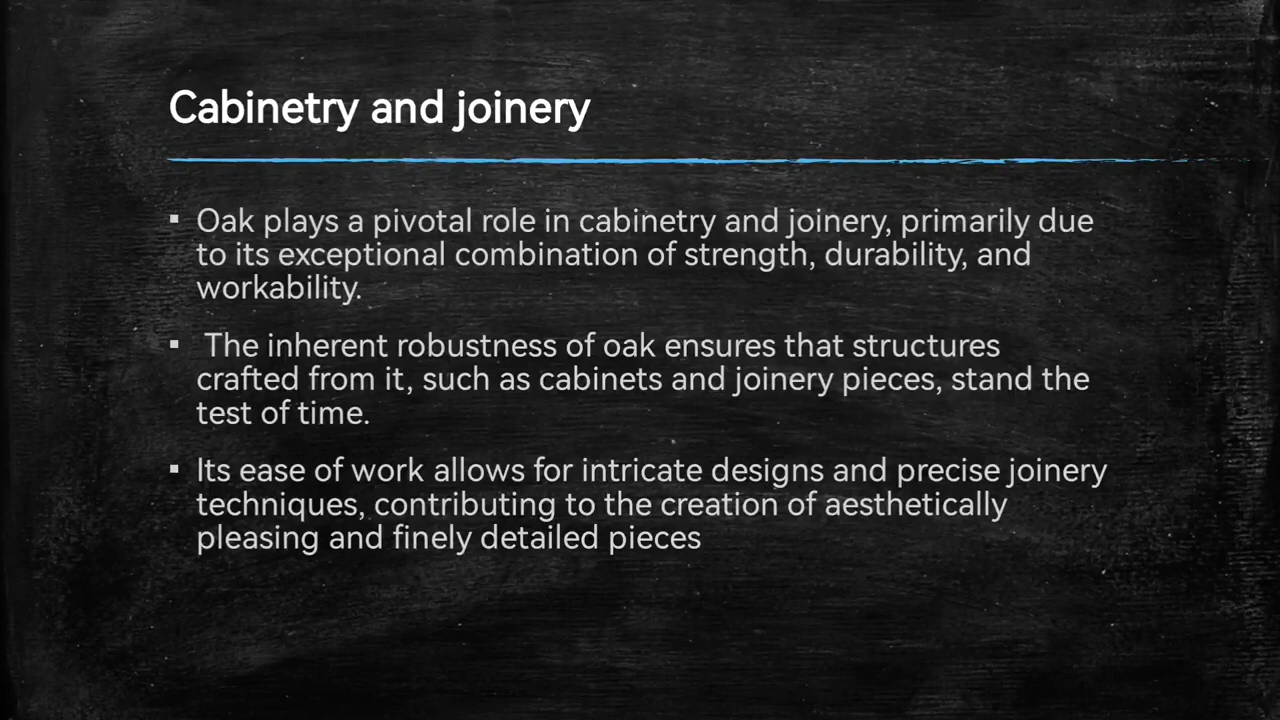 Cabinetry and joinery
▪ Oak plays a pivotal role in cabinetry and joinery, primarily due
to its exceptional combination of strength, durability, and
workability.
▪ The inherent robustness of oak ensures that structures
crafted from it, such as cabinets and joinery pieces, stand the
test of time.
▪ Its ease of work allows for intricate designs and precise joinery
techniques, contributing to the creation of aesthetically
pleasing and finely detailed pieces